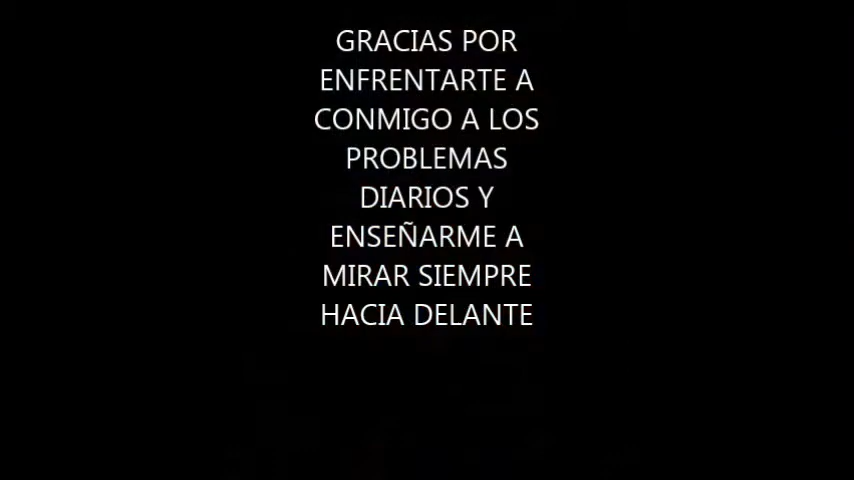 GRACIAS POR
ENFRENTARTE A
CONMIGO A LOS
PROBLEMAS
DIARIOS Y
ENSEÑARME A
MIRAR SIEMPRE
HACIA DELANTE